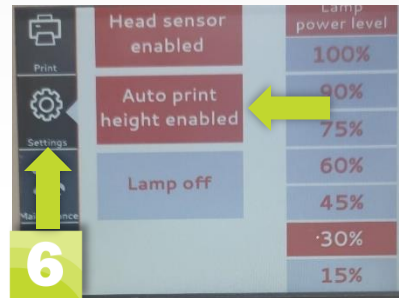 Print
Settings
Head sensor
enabled
Auto print
height enabled
Lamp off
Lamp
power level
100%
90%
75%
60%
45%
·30%
15%
6